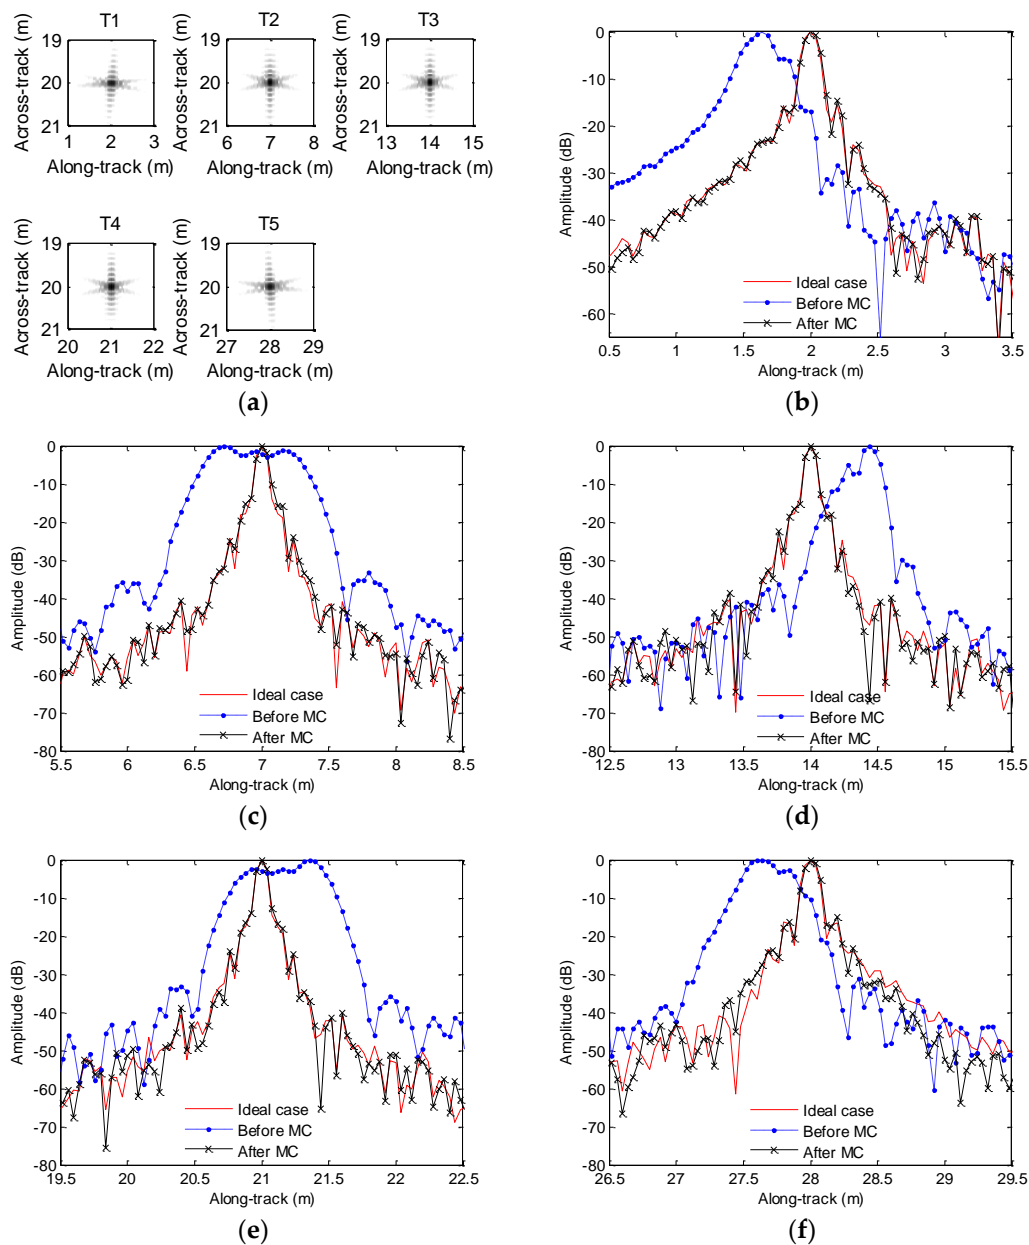 T1
T2
T3
Across-track (m)
19
20
21
1 2 3
Along-track (m)
Across-track (m)
19
20
21
6 7 8
Along-track (m)
Across-track (m)
19
20
21
13 14 15
Along-track (m)
T4
T5
Across-track (m)
19
20
21
20 21 22
Along-track (m)
Across-track (m)
19
20
21
27 28 29
Along-track (m)
(a)
Amplitude (dB)
0
-10
-20
-30
-40
-50
-60
Ideal case
Before MC
After MC
0.5 1 1.5 2 2.5 3 3.5
Along-track (m)
(b)
Amplitude (dB)
0
-10
-20
-30
-40
-50
-60
-70
-80
Ideal case
Before MC
After MC
5.5 6 6.5 7 7.5 8 8.5
Along-track (m)
(c)
Amplitude (dB)
0
-10
-20
-30
-40
-50
-60
-70
-80
Ideal case
Before MC
After MC
12.5 13 13.5 14 14.5 15 15.5
Along-track (m)
(d)
Amplitude (dB)
0
-10
-20
-30
-40
-50
-60
-70
-80
Ideal case
Before MC
After MC
19.5 20 20.5 21 21.5 22 22.5
Along-track (m)
(e)
Amplitude (dB)
0
-10
-20
-30
-40
-50
-60
-70
-80
Ideal case
Before MC
After MC
26.5 27 27.5 28 28.5 29 29.5
Along-track (m)
(f)